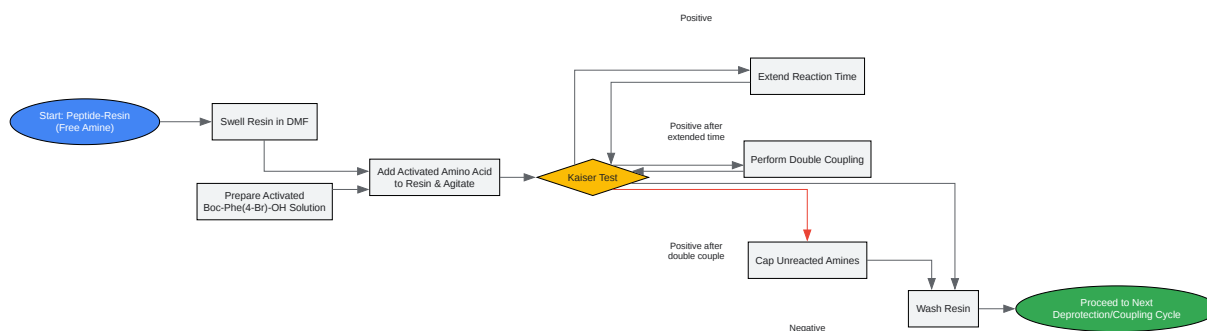 Positive
Extend Reaction Time
Start: Peptide-Resin
(Free Amine)
Swell Resin in DMF
Positive after
extended time
Perform Double Coupling
Add Activated Amino Acid
to Resin & Agitate
Kaiser Test
Prepare Activated
Boc-Phe(4-Br)-OH Solution
Positive after
double couple
Cap Unreacted Amines
Wash Resin
Proceed to Next
Deprotection/Coupling Cycle
Negative